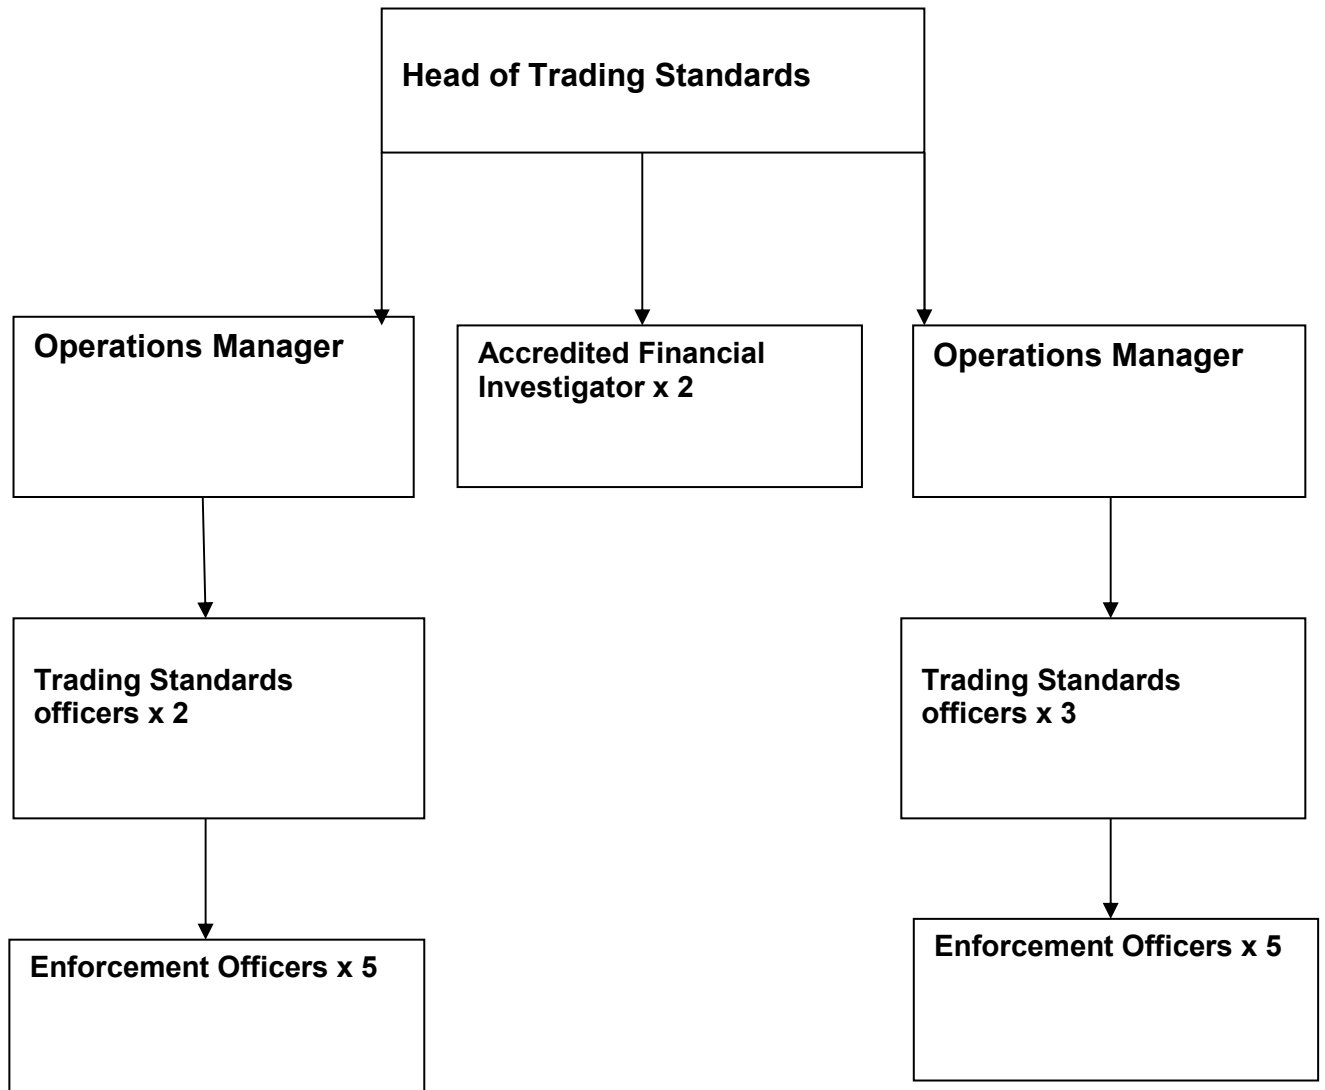 Head of Trading Standards
Operations Manager
Accredited Financial
Investigator x 2
Operations Manager
Trading Standards
officers x 2
Trading Standards
officers x 3
Enforcement Officers x 5
Enforcement Officers x 5